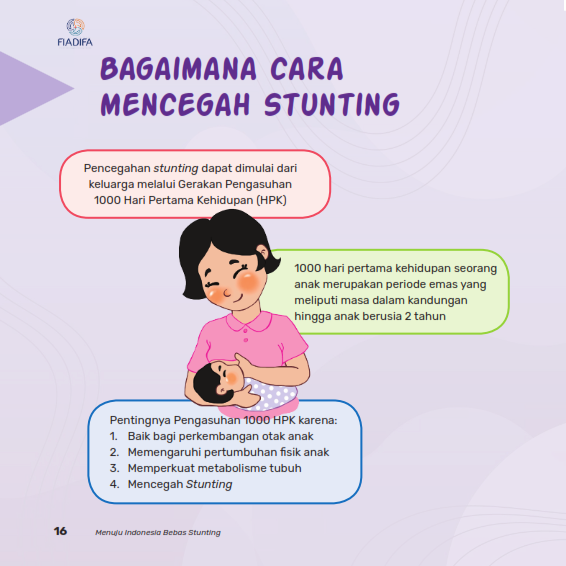 FIADIFA
BAGAIMANA CARA
MENCEGAH STUNTING
Pencegahan stunting dapat dimulai dari
keluarga melalui Gerakan Pengasuhan
1000 Hari Pertama Kehidupan (HPK)
1000 hari pertama kehidupan seorang
anak merupakan periode emas yang
meliputi masa dalam kandungan
hingga anak berusia 2 tahun
Pentingnya Pengasuhan 1000 HPK karena:
1. Baik bagi perkembangan otak anak
2. Memengaruhi pertumbuhan fisik anak
3. Memperkuat metabolisme tubuh
4. Mencegah Stunting
16 Menuju Indonesia Bebas Stunting